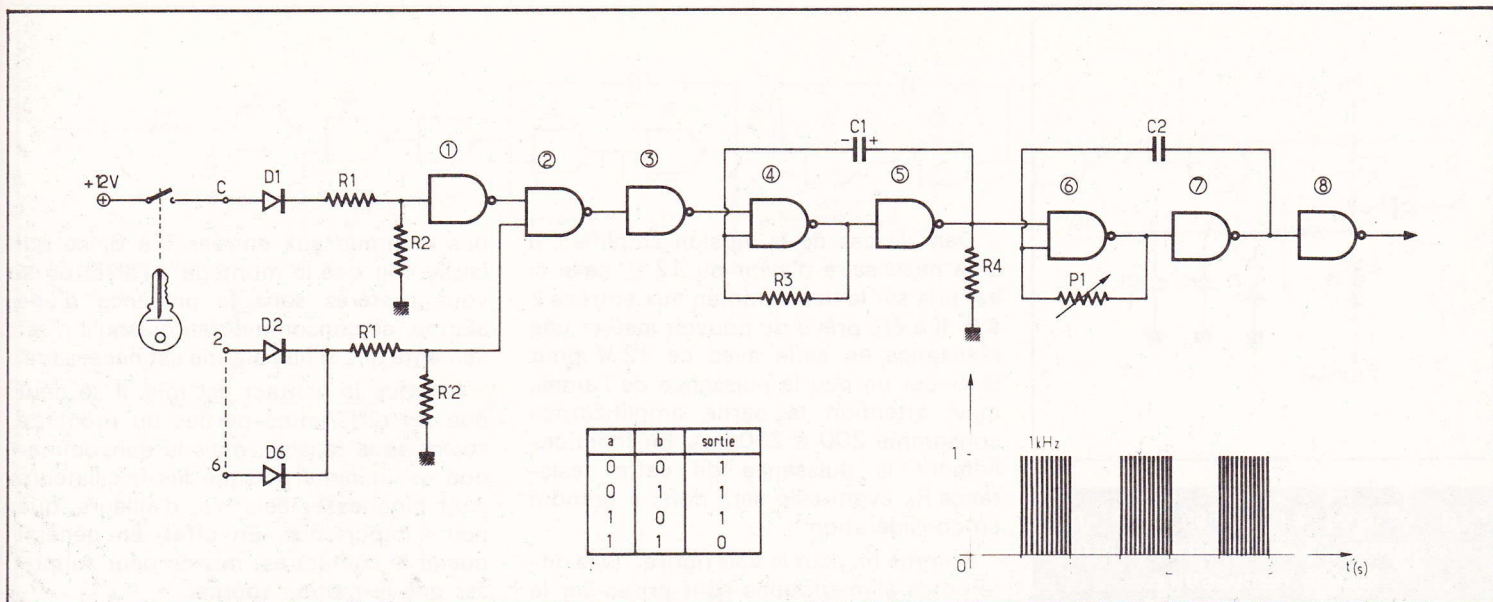 ① ② ③ ④ ⑤ ⑥ ⑦ ⑧
C1
- +
C2
+12V
C
D1
R1
R2
R3
R4
P1
2
D2
R'1
R'2
6
D6
a b sortie
0 0 1
0 1 1
1 0 1
1 1 0
1
1kHz
0
t (s)